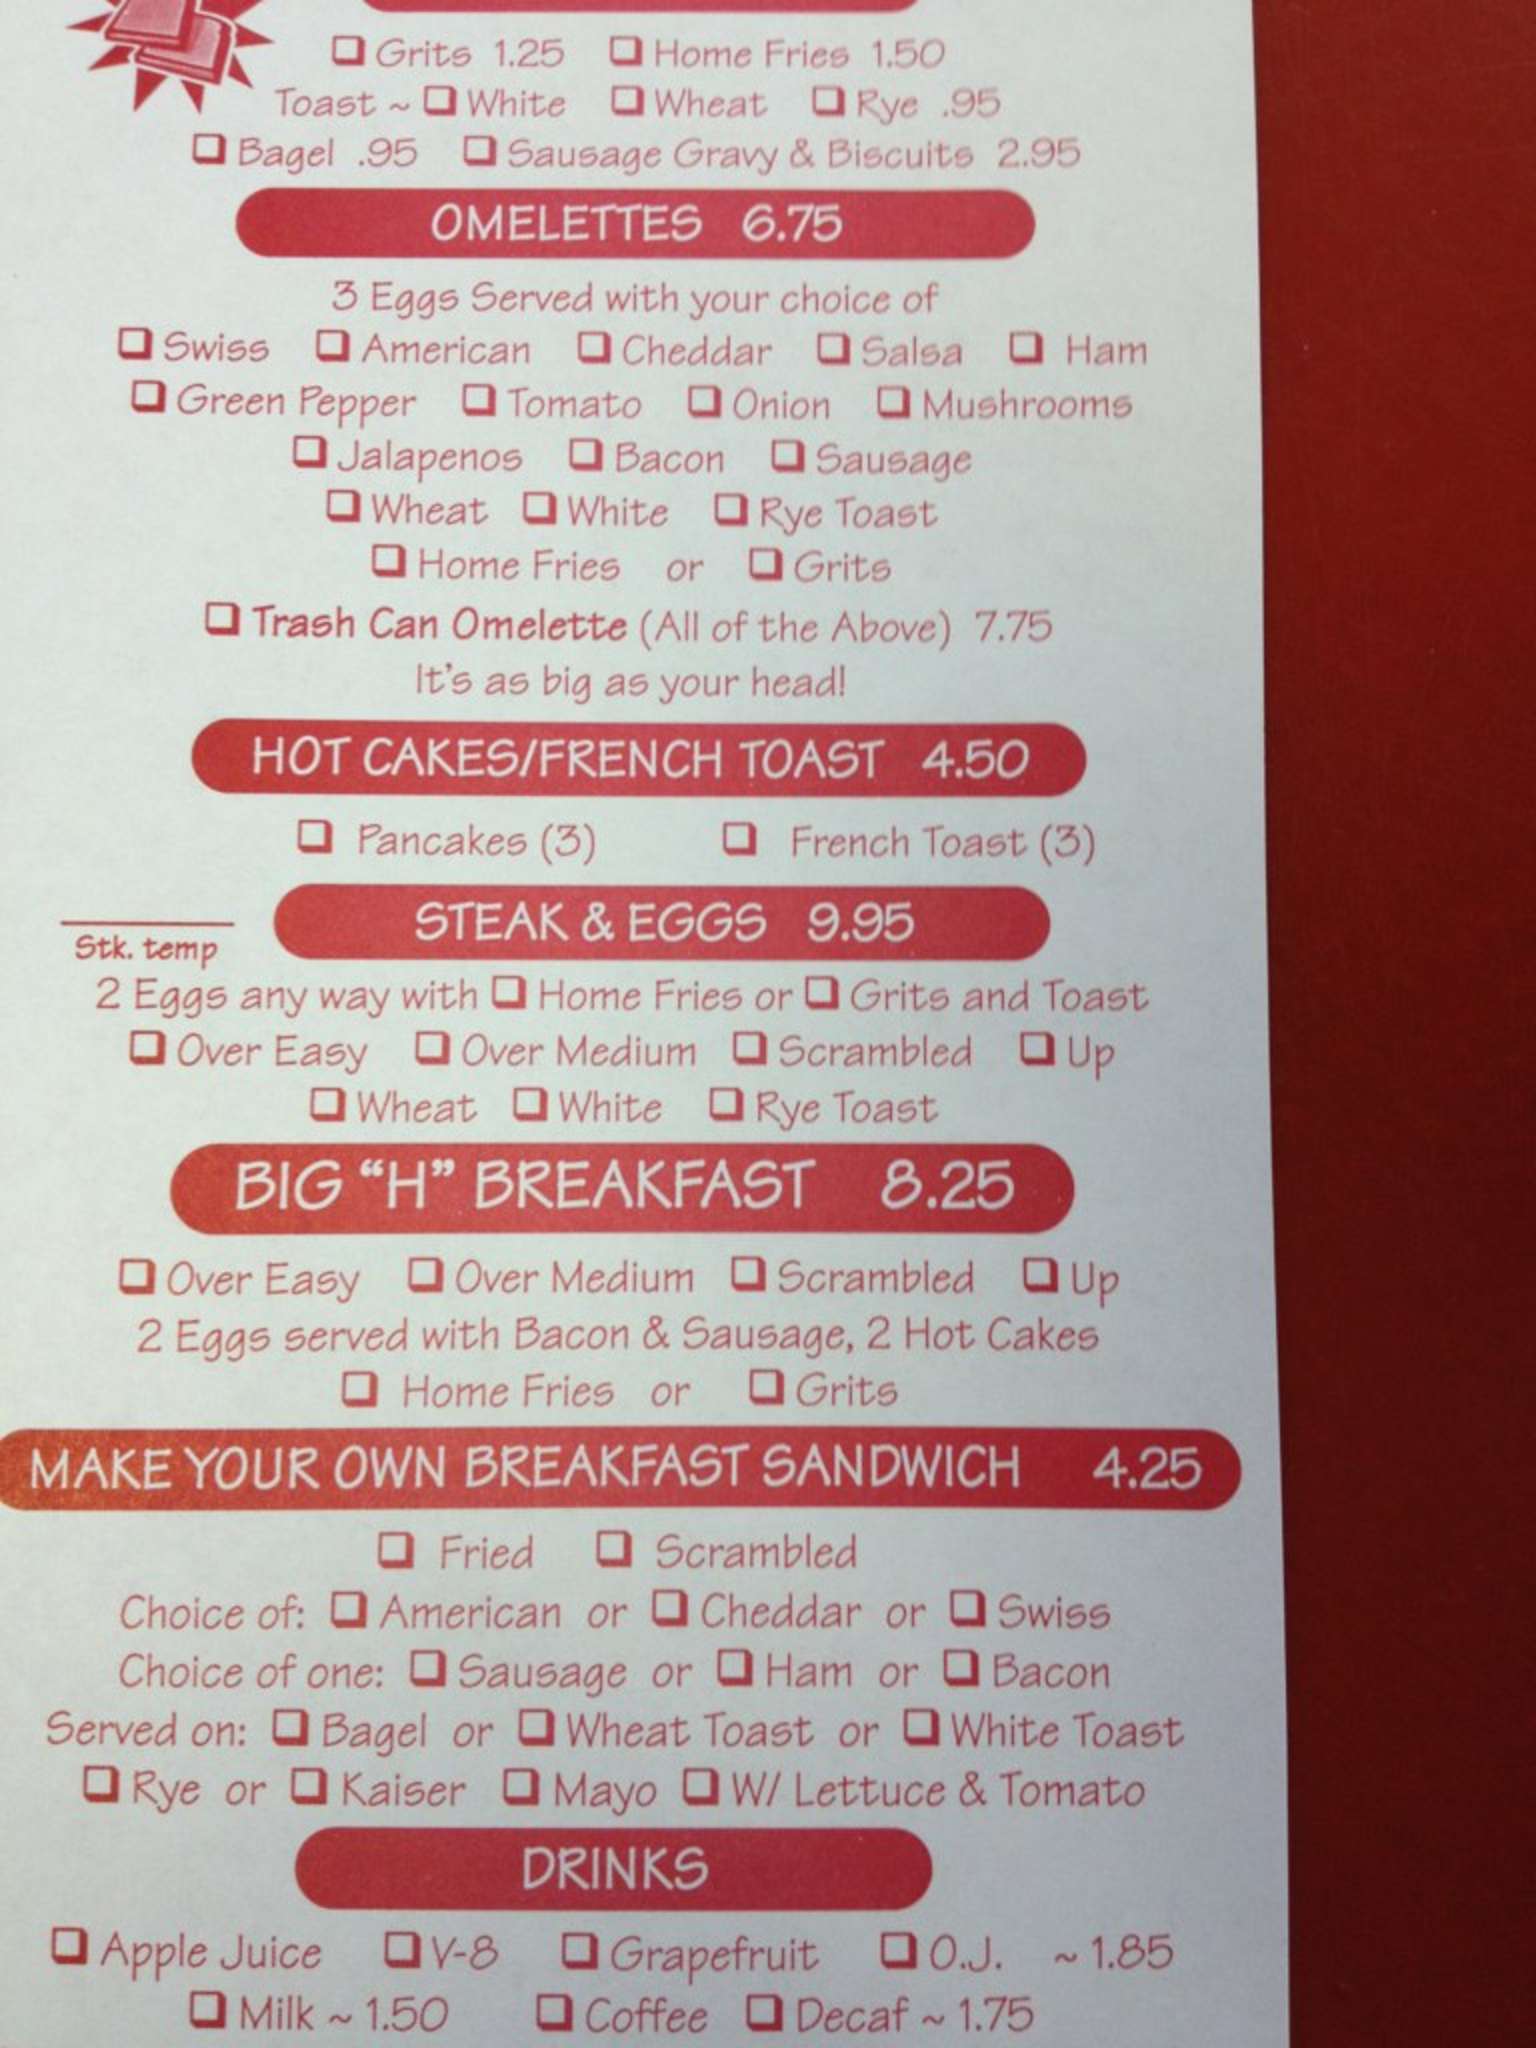 ❏ Grits 1.25 ❏ Home Fries 1.50
Toast ~ ❏ White ❏ Wheat ❏ Rye .95
❏ Bagel .95 ❏ Sausage Gravy & Biscuits 2.95
OMELETTES 6.75
3 Eggs Served with your choice of
❏ Swiss ❏ American ❏ Cheddar ❏ Salsa ❏ Ham
❏ Green Pepper ❏ Tomato ❏ Onion ❏ Mushrooms
❏ Jalapenos ❏ Bacon ❏ Sausage
❏ Wheat ❏ White ❏ Rye Toast
❏ Home Fries or ❏ Grits
❏ Trash Can Omelette (All of the Above) 7.75
It's as big as your head!
HOT CAKES/FRENCH TOAST 4.50
❏ Pancakes (3) ❏ French Toast (3)
STEAK & EGGS 9.95
Stk. temp
2 Eggs any way with ❏ Home Fries or ❏ Grits and Toast
❏ Over Easy ❏ Over Medium ❏ Scrambled ❏ Up
❏ Wheat ❏ White ❏ Rye Toast
BIG “H” BREAKFAST 8.25
❏ Over Easy ❏ Over Medium ❏ Scrambled ❏ Up
2 Eggs served with Bacon & Sausage, 2 Hot Cakes
❏ Home Fries or ❏ Grits
MAKE YOUR OWN BREAKFAST SANDWICH 4.25
❏ Fried ❏ Scrambled
Choice of: ❏ American or ❏ Cheddar or ❏ Swiss
Choice of one: ❏ Sausage or ❏ Ham or ❏ Bacon
Served on: ❏ Bagel or ❏ Wheat Toast or ❏ White Toast
❏ Rye or ❏ Kaiser ❏ Mayo ❏ W/ Lettuce & Tomato
DRINKS
❏ Apple Juice ❏ V-8 ❏ Grapefruit ❏ O.J. ~ 1.85
❏ Milk ~ 1.50 ❏ Coffee ❏ Decaf ~ 1.75